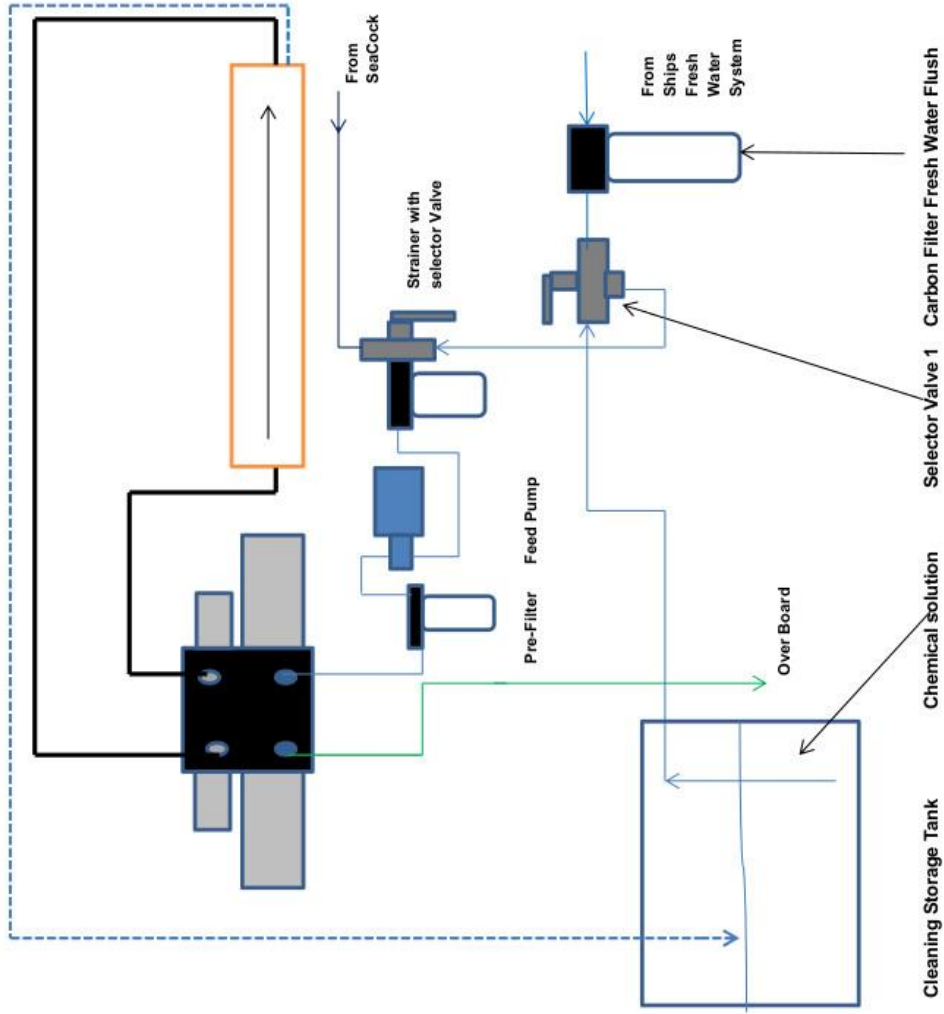 From
SeaCock
Strainer with
selector Valve
From
Ships
Fresh
Water
System
Feed Pump
Pre-Filter
Over Board
Cleaning Storage Tank
Chemical solution
Selector Valve 1
Carbon Filter Fresh Water Flush